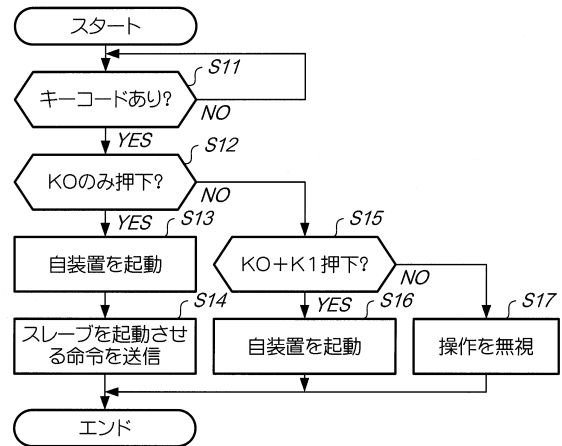 スタート
S11
キーコードあり?
NO
YES
S12
K0のみ押下?
NO
YES
S13
自装置を起動
S15
K0+K1押下?
NO
S14
スレーブを起動させ
る命令を送信
YES
S16
自装置を起動
S17
操作を無視
エンド